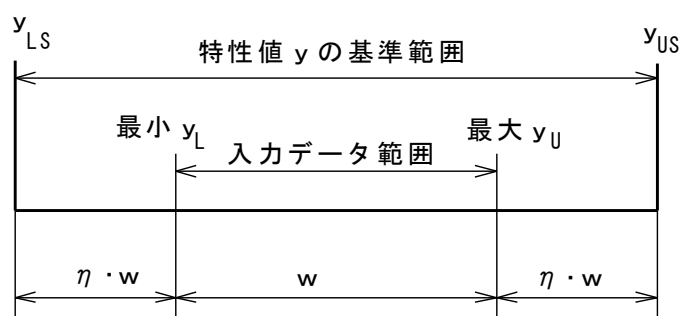 y_LS
y_US
特性値 y の基準範囲
最小 y_L
最大 y_U
入力データ範囲
η ・w
w
η ・w